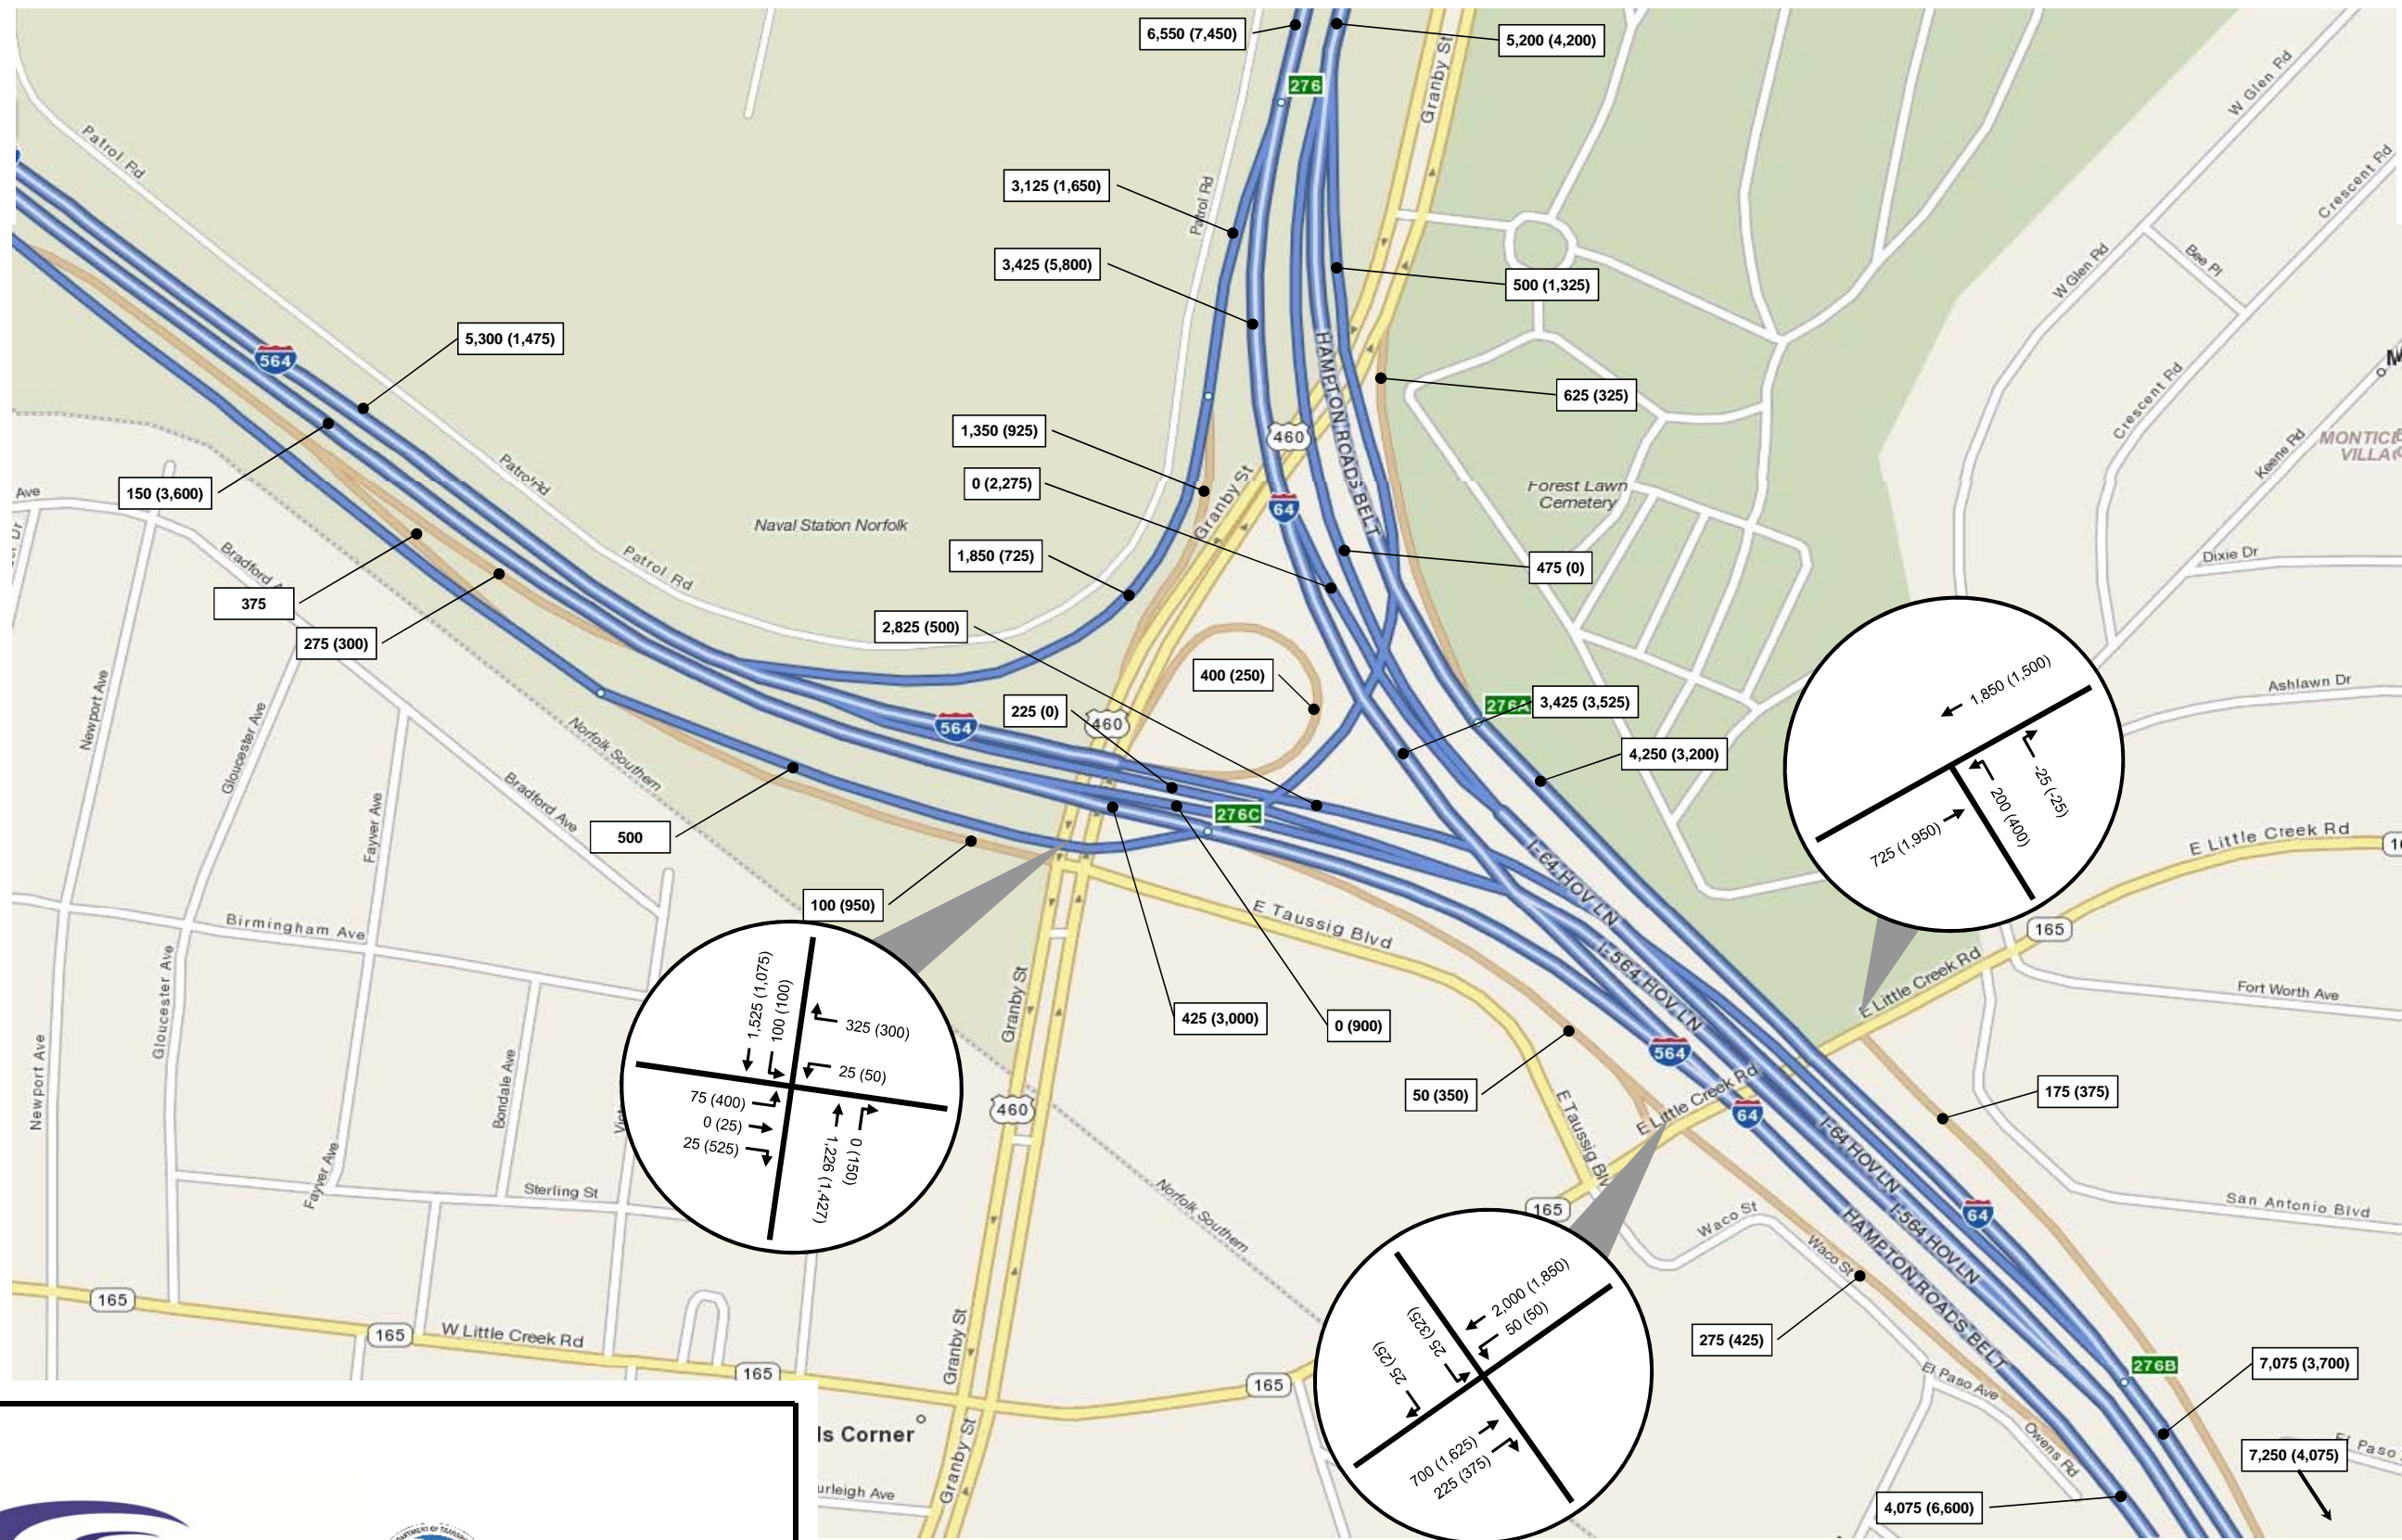 6,550 (7,450)
5,200 (4,200)
276
Granby St
W Glen Rd
Patrol Rd
3,125 (1,650)
Patrol Rd
Crescent Rd
3,425 (5,800)
500 (1,325)
W Glen Rd
Bee Pl
5,300 (1,475)
564
HAMPTON ROADS BELT
625 (325)
Crescent Rd
1,350 (925)
460
MONTICE
VILLA
Keene Rd
Patrol Rd
150 (3,600)
Ave
0 (2,275)
Granby St
64
Forest Lawn
Cemetery
Naval Station Norfolk
375
Bradford A
Patrol Rd
1,850 (725)
475 (0)
Dixie Dr
275 (300)
2,825 (500)
400 (250)
Newport Ave
Gloucester Ave
Norfolk Southern
564
225 (0)
460
276A
3,425 (3,525)
4,250 (3,200)
Ashlawn Dr
1,850 (1,500)
-25 (-25)
200 (400)
725 (1,950)
500
Bradford Ave
Fayver Ave
276C
I-64 HOV LN
E Little Creek Rd
100 (950)
E Taussig Blvd
165
Birmingham Ave
Gloucester Ave
Granby St
I-564 HOV LN
E Little Creek Rd
Fort Worth Ave
1,525 (1,075)
100 (100)
325 (300)
25 (50)
75 (400)
0 (25)
25 (525)
1,226 (1,427)
0 (150)
425 (3,000)
0 (900)
564
Newport Ave
Bondale Ave
460
50 (350)
E Taussig Blv
E Little Creek Rd
64
175 (375)
I-64 HOV LN
Fayver Ave
Sterling St
Norfolk Southern
165
Waco St
Waco St
64
San Antonio Blvd
I-564 HOV LN
HAMPTON ROADS BELT
2,000 (1,850)
50 (50)
25 (325)
25 (25)
700 (1,625)
225 (375)
275 (425)
165
165
W Little Creek Rd
Granby St
165
165
El Paso Ave
276B
7,075 (3,700)
ls Corner
Granby St
Owens Rd
7,250 (4,075)
El Paso
urleigh Ave
4,075 (6,600)